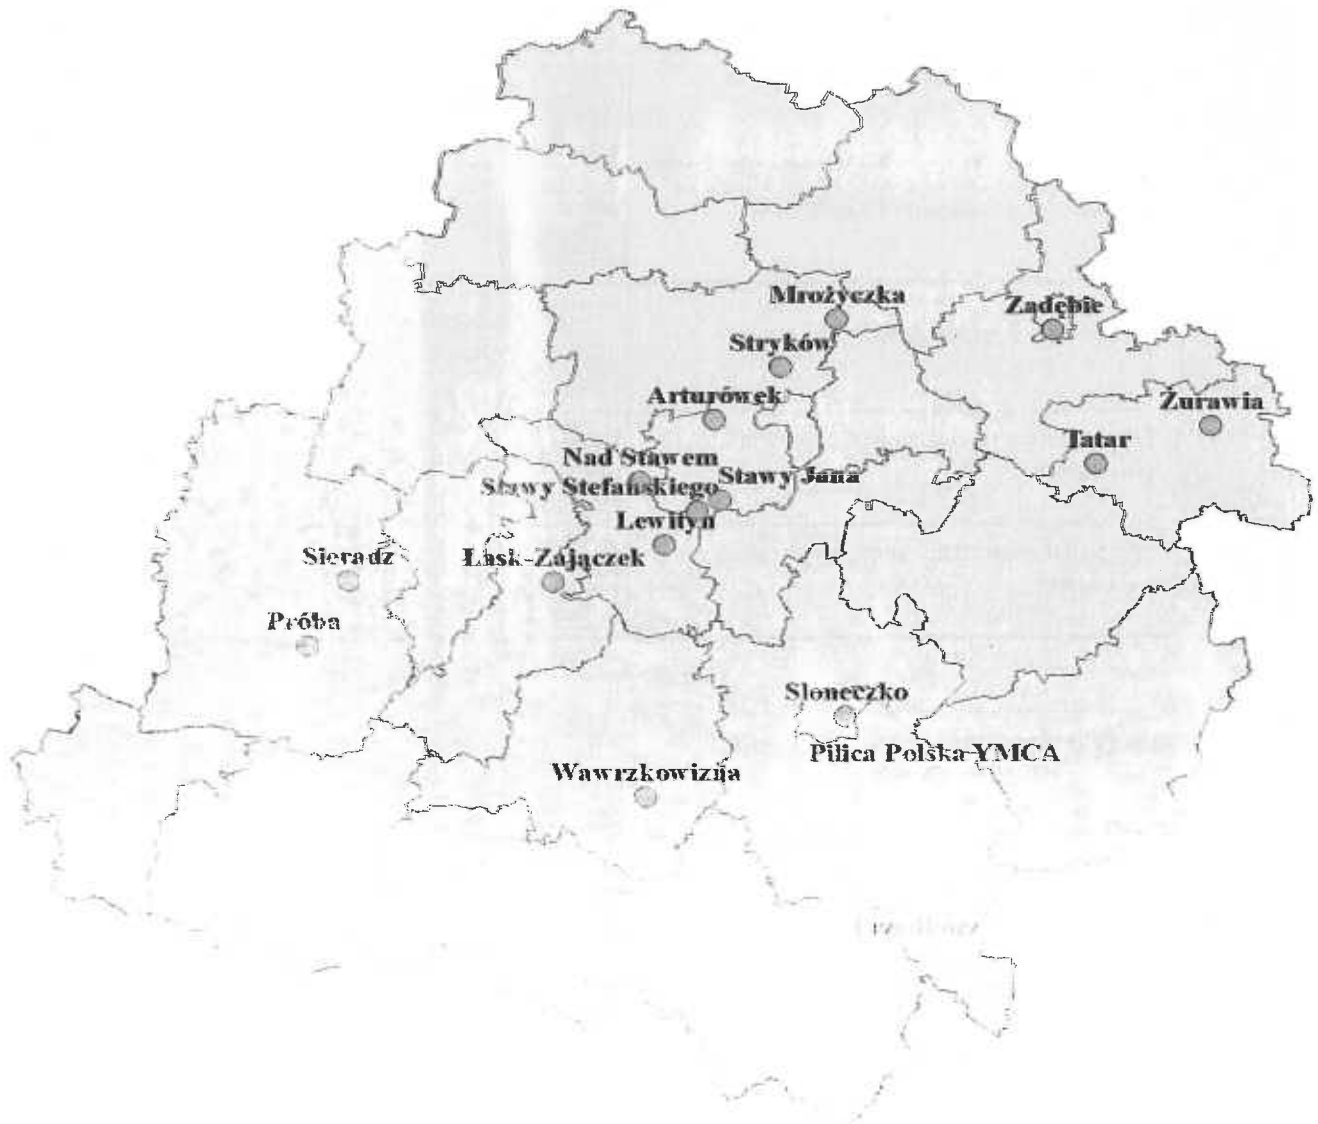 Mrożyczka
Zadębie
Stryków
Arturówek
Żurawia
Tatar
Nad Stawem
Stawy Jana
Stawy Stefańskiego
Lewityn
Sieradz
Łask-Zajączek
Próba
Słoneczko
Pilica Polska YMCA
Wawrzkowizna